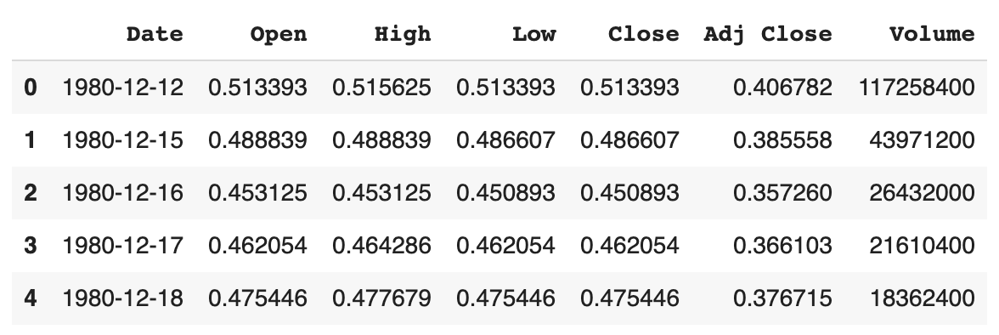 Date Open High Low Close Adj Close Volume
0 1980-12-12 0.513393 0.515625 0.513393 0.513393 0.406782 117258400
1 1980-12-15 0.488839 0.488839 0.486607 0.486607 0.385558 43971200
2 1980-12-16 0.453125 0.453125 0.450893 0.450893 0.357260 26432000
3 1980-12-17 0.462054 0.464286 0.462054 0.462054 0.366103 21610400
4 1980-12-18 0.475446 0.477679 0.475446 0.475446 0.376715 18362400